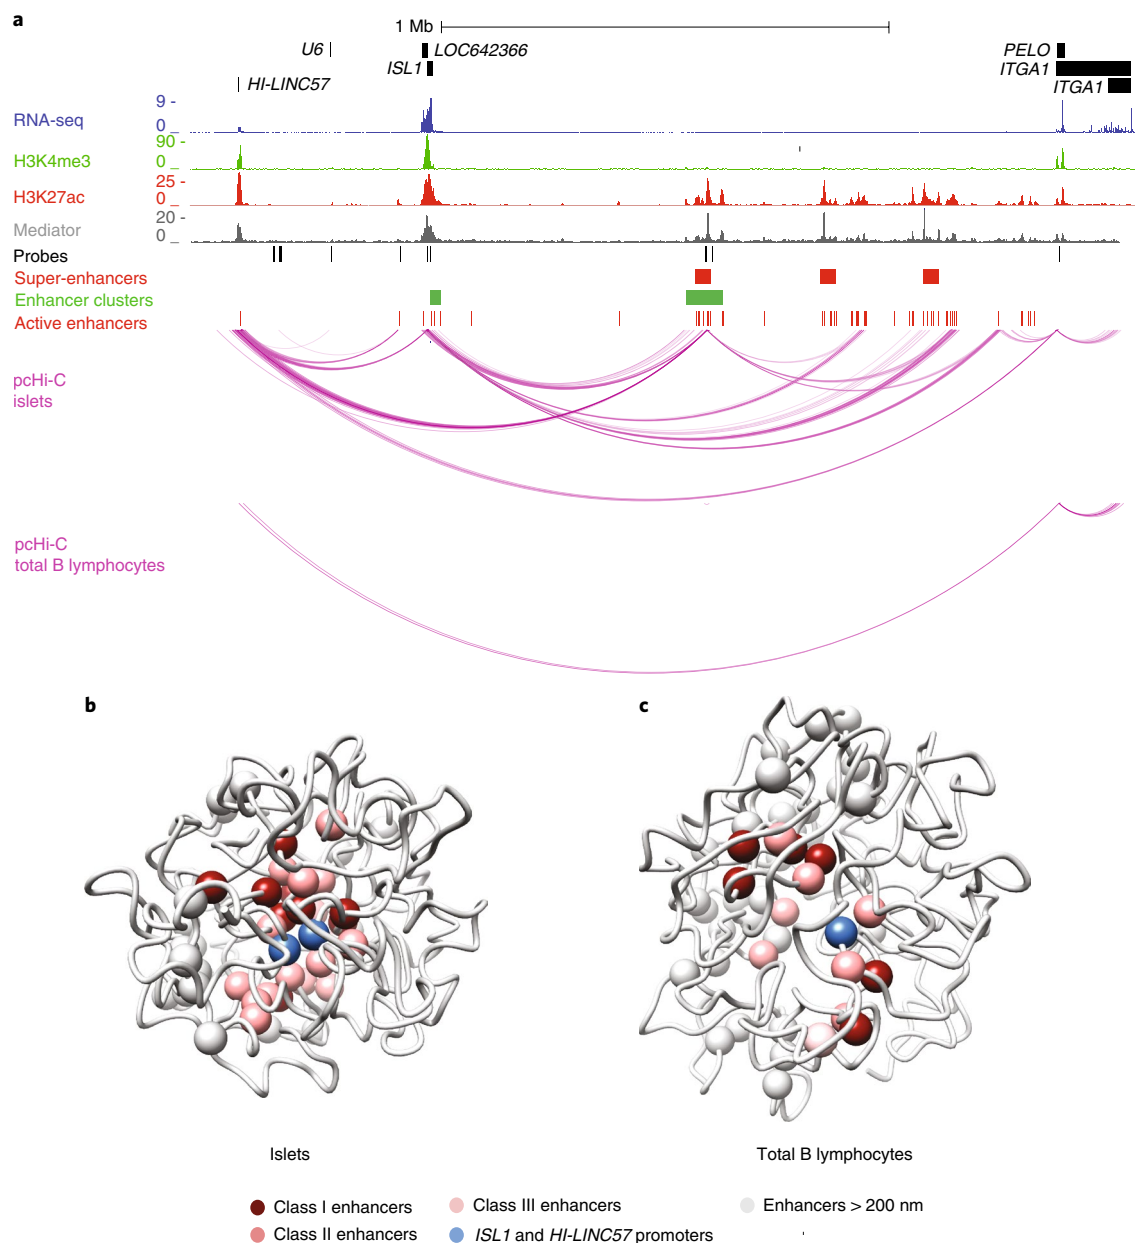 a
1 Mb
U6
LOC642366
PELO
ISL1
ITGA1
HI-LINC57
ITGA1
RNA-seq
9 -
0 _
H3K4me3
90 -
0 _
H3K27ac
25 -
0 _
Mediator
20 -
0 _
Probes
Super-enhancers
Enhancer clusters
Active enhancers
pcHi-C
islets
pcHi-C
total B lymphocytes
b
c
Islets
Total B lymphocytes
Class I enhancers
Class III enhancers
Enhancers > 200 nm
Class II enhancers
ISL1 and HI-LINC57 promoters